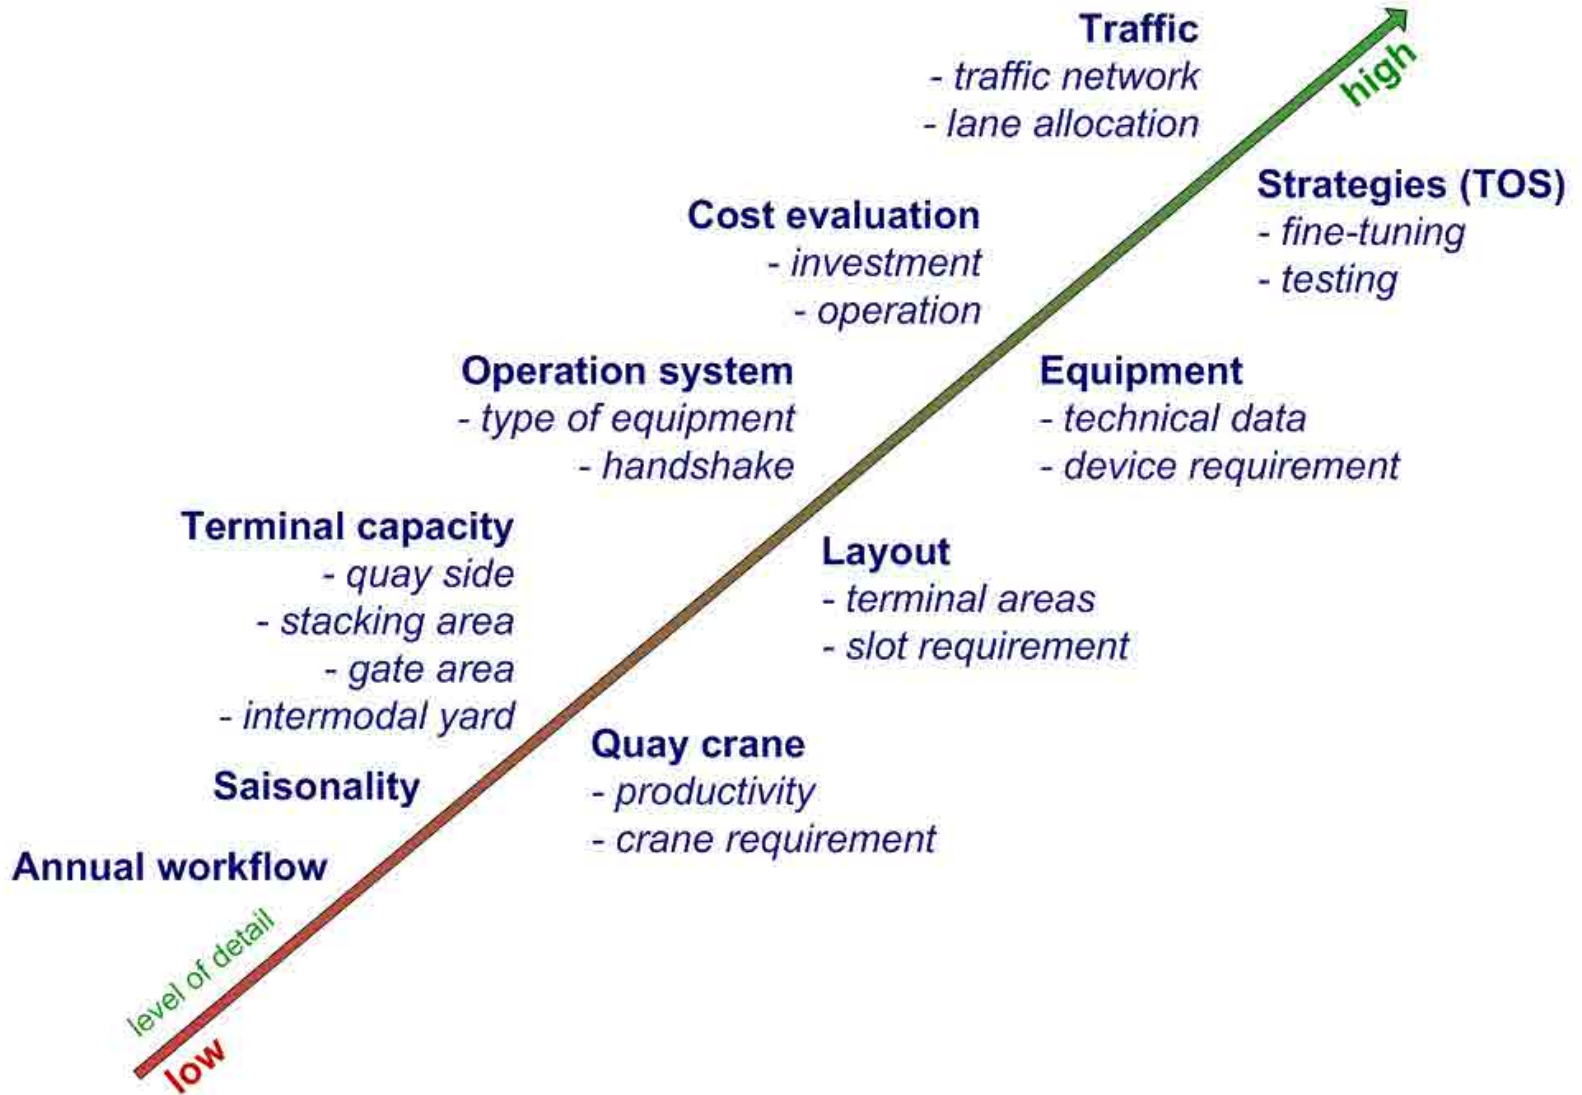 Traffic
- traffic network
- lane allocation
high
Strategies (TOS)
- fine-tuning
- testing
Cost evaluation
- investment
- operation
Operation system
- type of equipment
- handshake
Equipment
- technical data
- device requirement
Terminal capacity
- quay side
- stacking area
- gate area
- intermodal yard
Layout
- terminal areas
- slot requirement
Quay crane
- productivity
- crane requirement
Saisonality
Annual workflow
level of detail
low